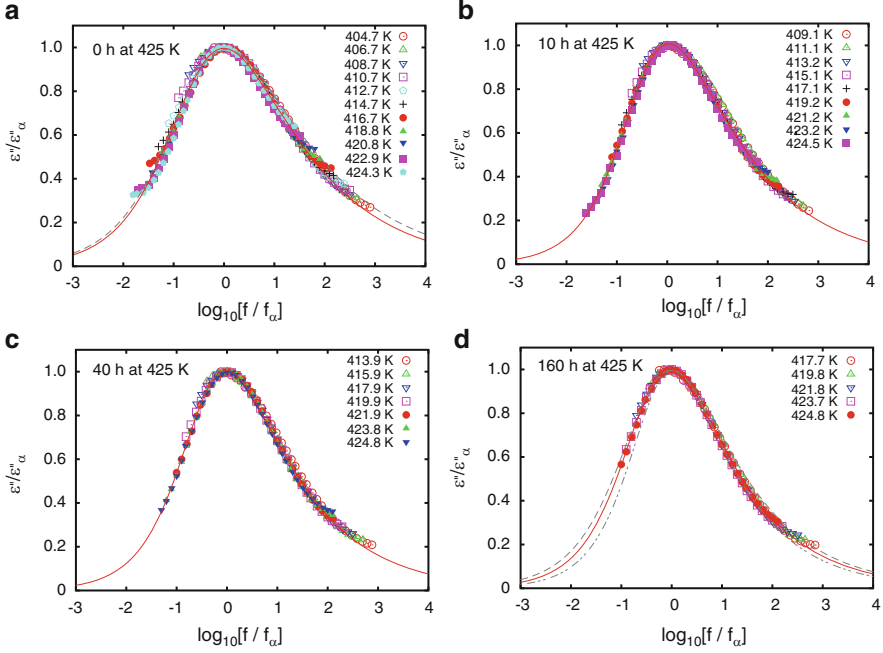 a
0 h at 425 K
404.7 K
406.7 K
408.7 K
410.7 K
412.7 K
414.7 K
416.7 K
418.8 K
420.8 K
422.9 K
424.3 K
ε''/ε''α
1.0
0.8
0.6
0.4
0.2
0
-3 -2 -1 0 1 2 3 4
log10[f / fα]
b
10 h at 425 K
409.1 K
411.1 K
413.2 K
415.1 K
417.1 K
419.2 K
421.2 K
423.2 K
424.5 K
ε''/ε''α
1.0
0.8
0.6
0.4
0.2
0
-3 -2 -1 0 1 2 3 4
log10[f / fα]
c
40 h at 425 K
413.9 K
415.9 K
417.9 K
419.9 K
421.9 K
423.8 K
424.8 K
ε''/ε''α
1.0
0.8
0.6
0.4
0.2
0
-3 -2 -1 0 1 2 3 4
log10[f / fα]
d
160 h at 425 K
417.7 K
419.8 K
421.8 K
423.7 K
424.8 K
ε''/ε''α
1.0
0.8
0.6
0.4
0.2
0
-3 -2 -1 0 1 2 3 4
log10[f / fα]